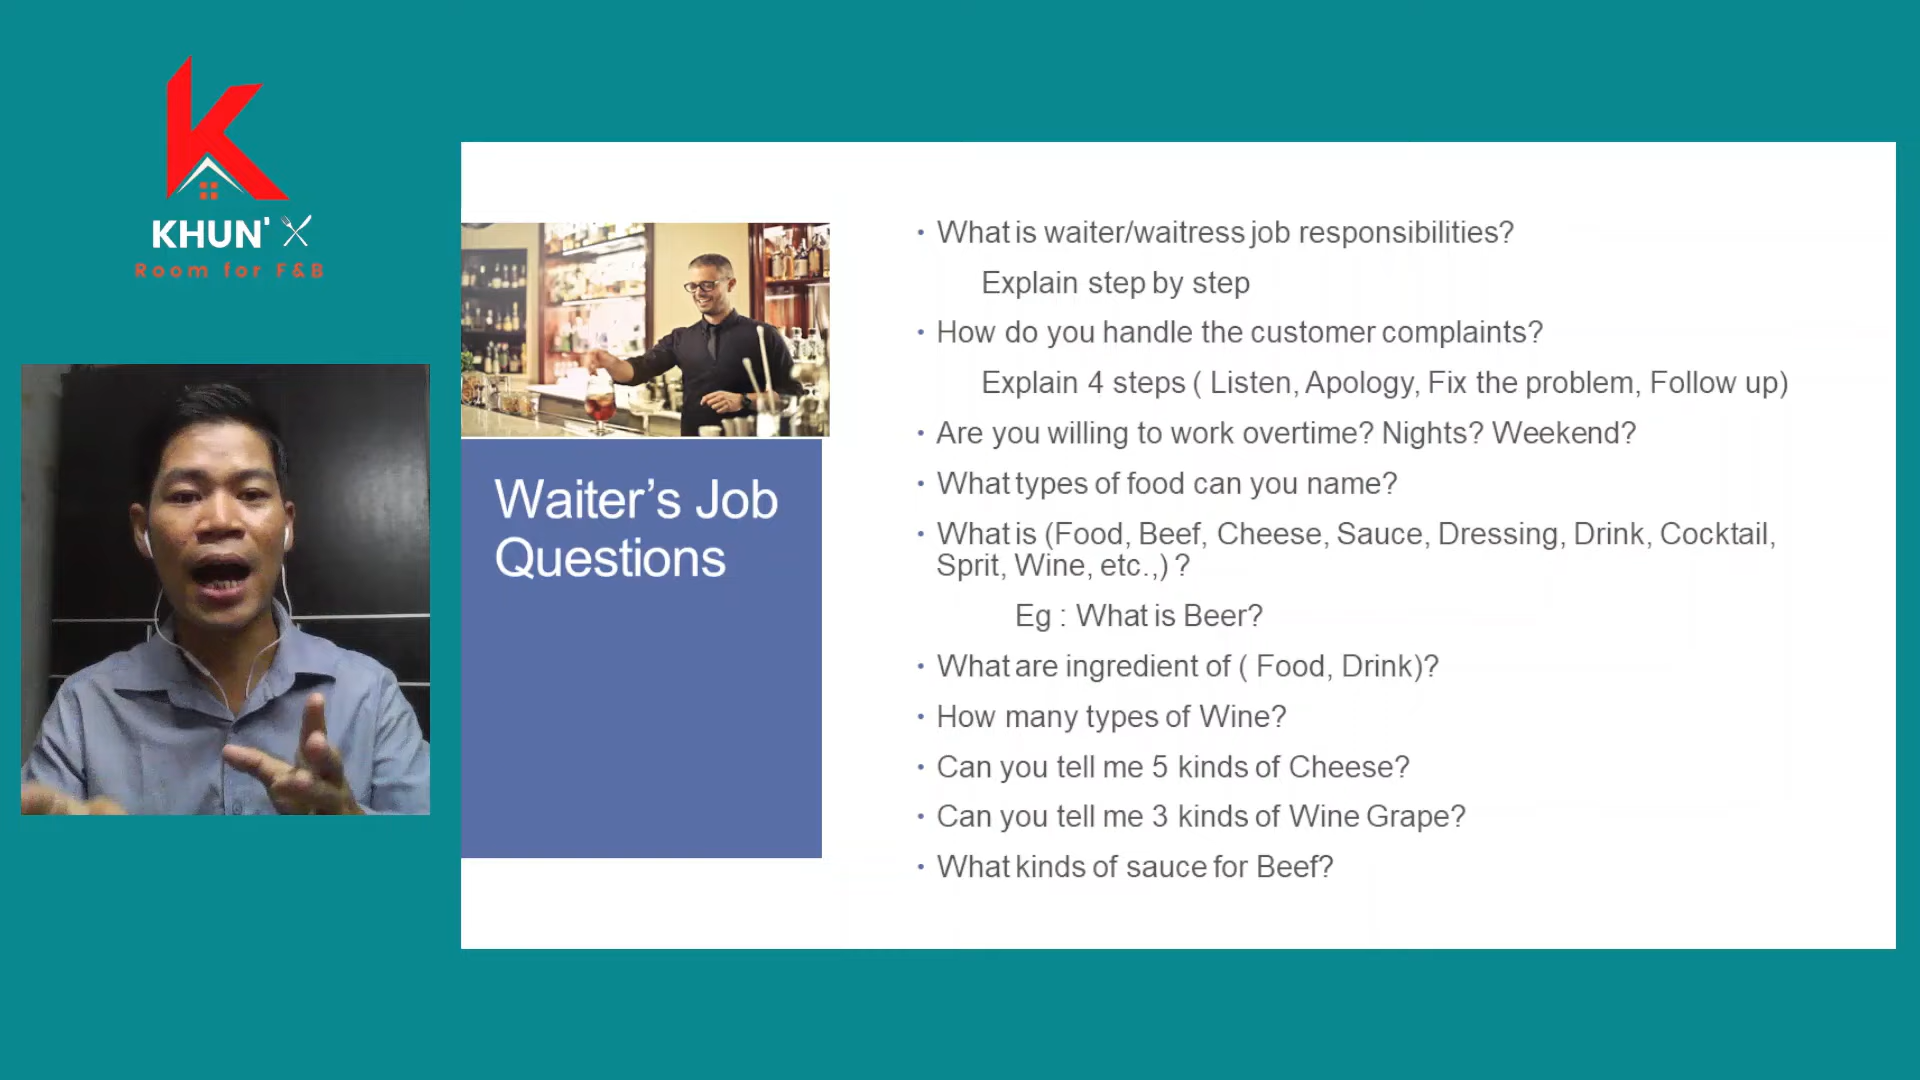 KHUN'
Room for F&B
Waiter's Job
Questions
• What is waiter/waitress job responsibilities?
Explain step by step
• How do you handle the customer complaints?
Explain 4 steps ( Listen, Apology, Fix the problem, Follow up)
• Are you willing to work overtime? Nights? Weekend?
• What types of food can you name?
• What is (Food, Beef, Cheese, Sauce, Dressing, Drink, Cocktail,
Sprit, Wine, etc.,) ?
Eg : What is Beer?
• What are ingredient of ( Food, Drink)?
• How many types of Wine?
• Can you tell me 5 kinds of Cheese?
• Can you tell me 3 kinds of Wine Grape?
• What kinds of sauce for Beef?